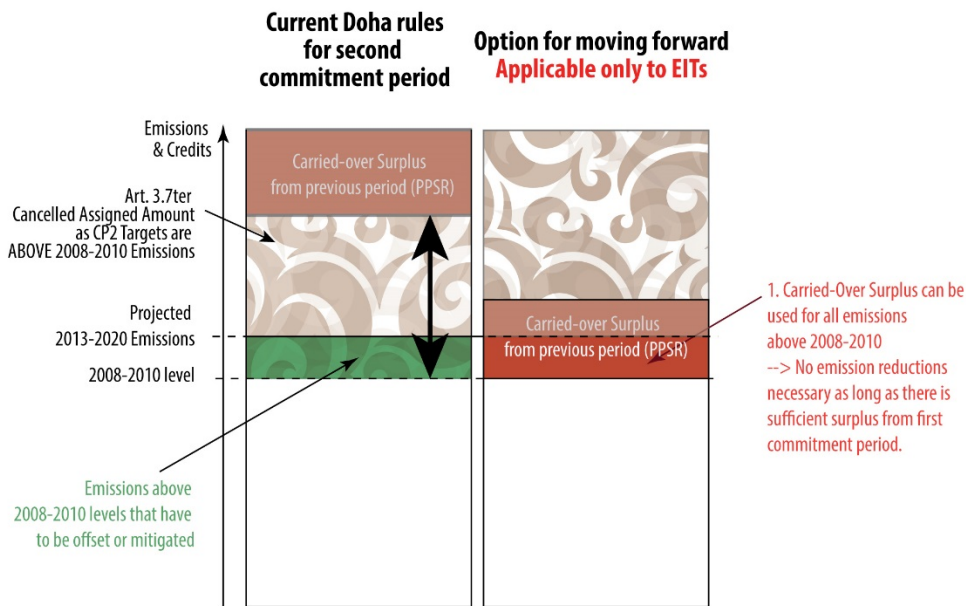 Current Doha rules
for second
commitment period
Option for moving forward
Applicable only to EITs
Emissions
& Credits
Carried-over Surplus
from previous period (PPSR)
Art. 3.7ter
Cancelled Assigned Amount
as CP2 Targets are
ABOVE 2008-2010 Emissions
Projected
2013-2020 Emissions
2008-2010 level
Carried-over Surplus
from previous period (PPSR)
1. Carried-Over Surplus can be
used for all emissions
above 2008-2010
--> No emission reductions
necessary as long as there is
sufficient surplus from first
commitment period.
Emissions above
2008-2010 levels that have
to be offset or mitigated